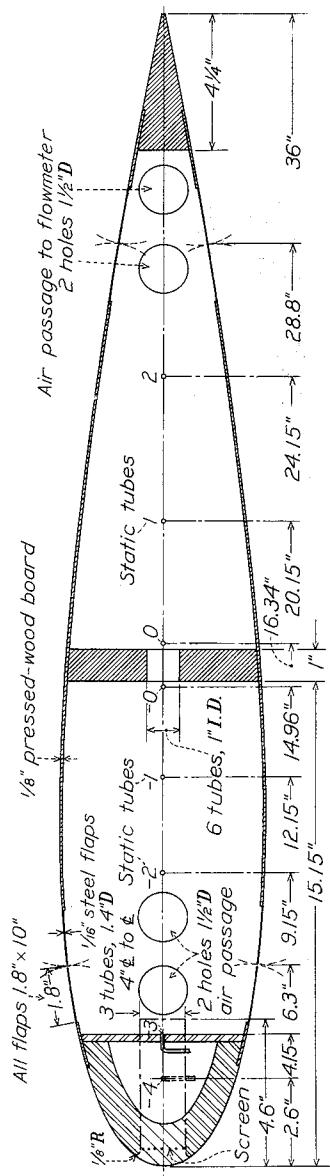 All flaps 1.8" x 10"
1.8"
1/16" steel flaps
1/8" pressed-wood board
Air passage to flowmeter
2 holes 1½"D
1/8"R
3 tubes, 1.4"D
4" ℄ to ℄
Static tubes
Static tubes
-4
-3
-2
-1
-0
0
1
2
Screen
2 holes 1½"D
air passage
6 tubes, 1" I.D.
4¼"
2.6"
4.15
4.6"
6.3"
9.15"
12.15"
14.96"
15.15"
1"
16.34"
20.15"
24.15"
28.8"
36"